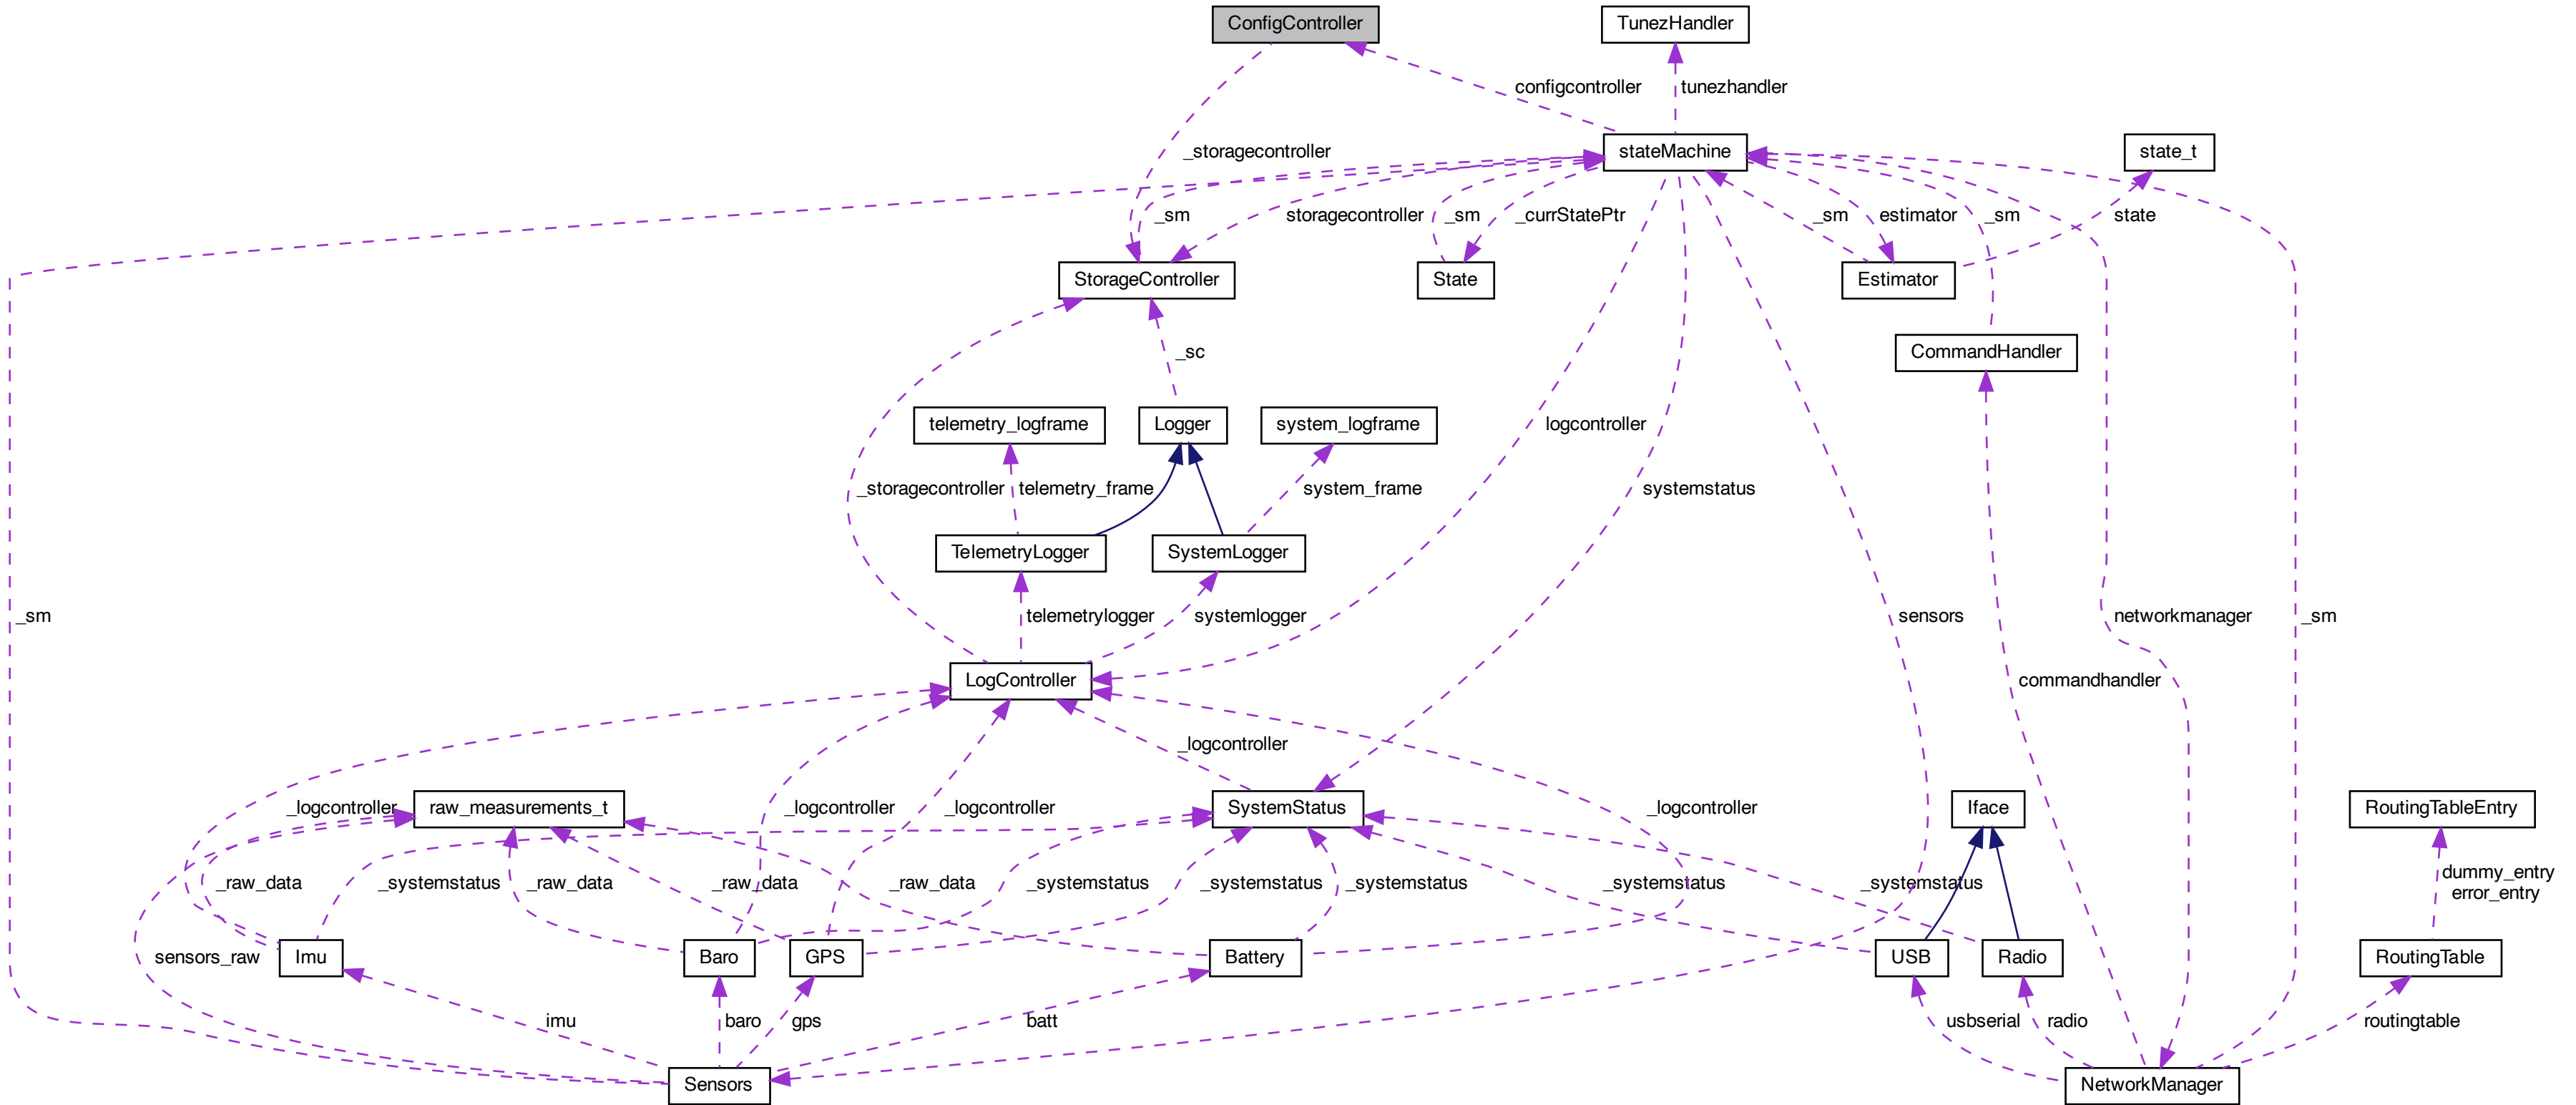 ConfigController
TunezHandler
configcontroller
tunezhandler
_storagecontroller
stateMachine
state_t
_sm
storagecontroller
_sm
_currStatePtr
_sm
estimator
_sm
state
StorageController
State
Estimator
_sc
CommandHandler
telemetry_logframe
Logger
system_logframe
logcontroller
_storagecontroller
telemetry_frame
system_frame
systemstatus
TelemetryLogger
SystemLogger
_sm
telemetrylogger
systemlogger
sensors
networkmanager
_sm
LogController
commandhandler
_logcontroller
_logcontroller
raw_measurements_t
_logcontroller
_logcontroller
SystemStatus
_logcontroller
Iface
RoutingTableEntry
_raw_data
_systemstatus
_raw_data
_raw_data
_raw_data
_systemstatus
_systemstatus
_systemstatus
_systemstatus
_systemstatus
dummy_entry
error_entry
sensors_raw
Imu
Baro
GPS
Battery
USB
Radio
RoutingTable
imu
baro
gps
batt
usbserial
radio
routingtable
Sensors
NetworkManager